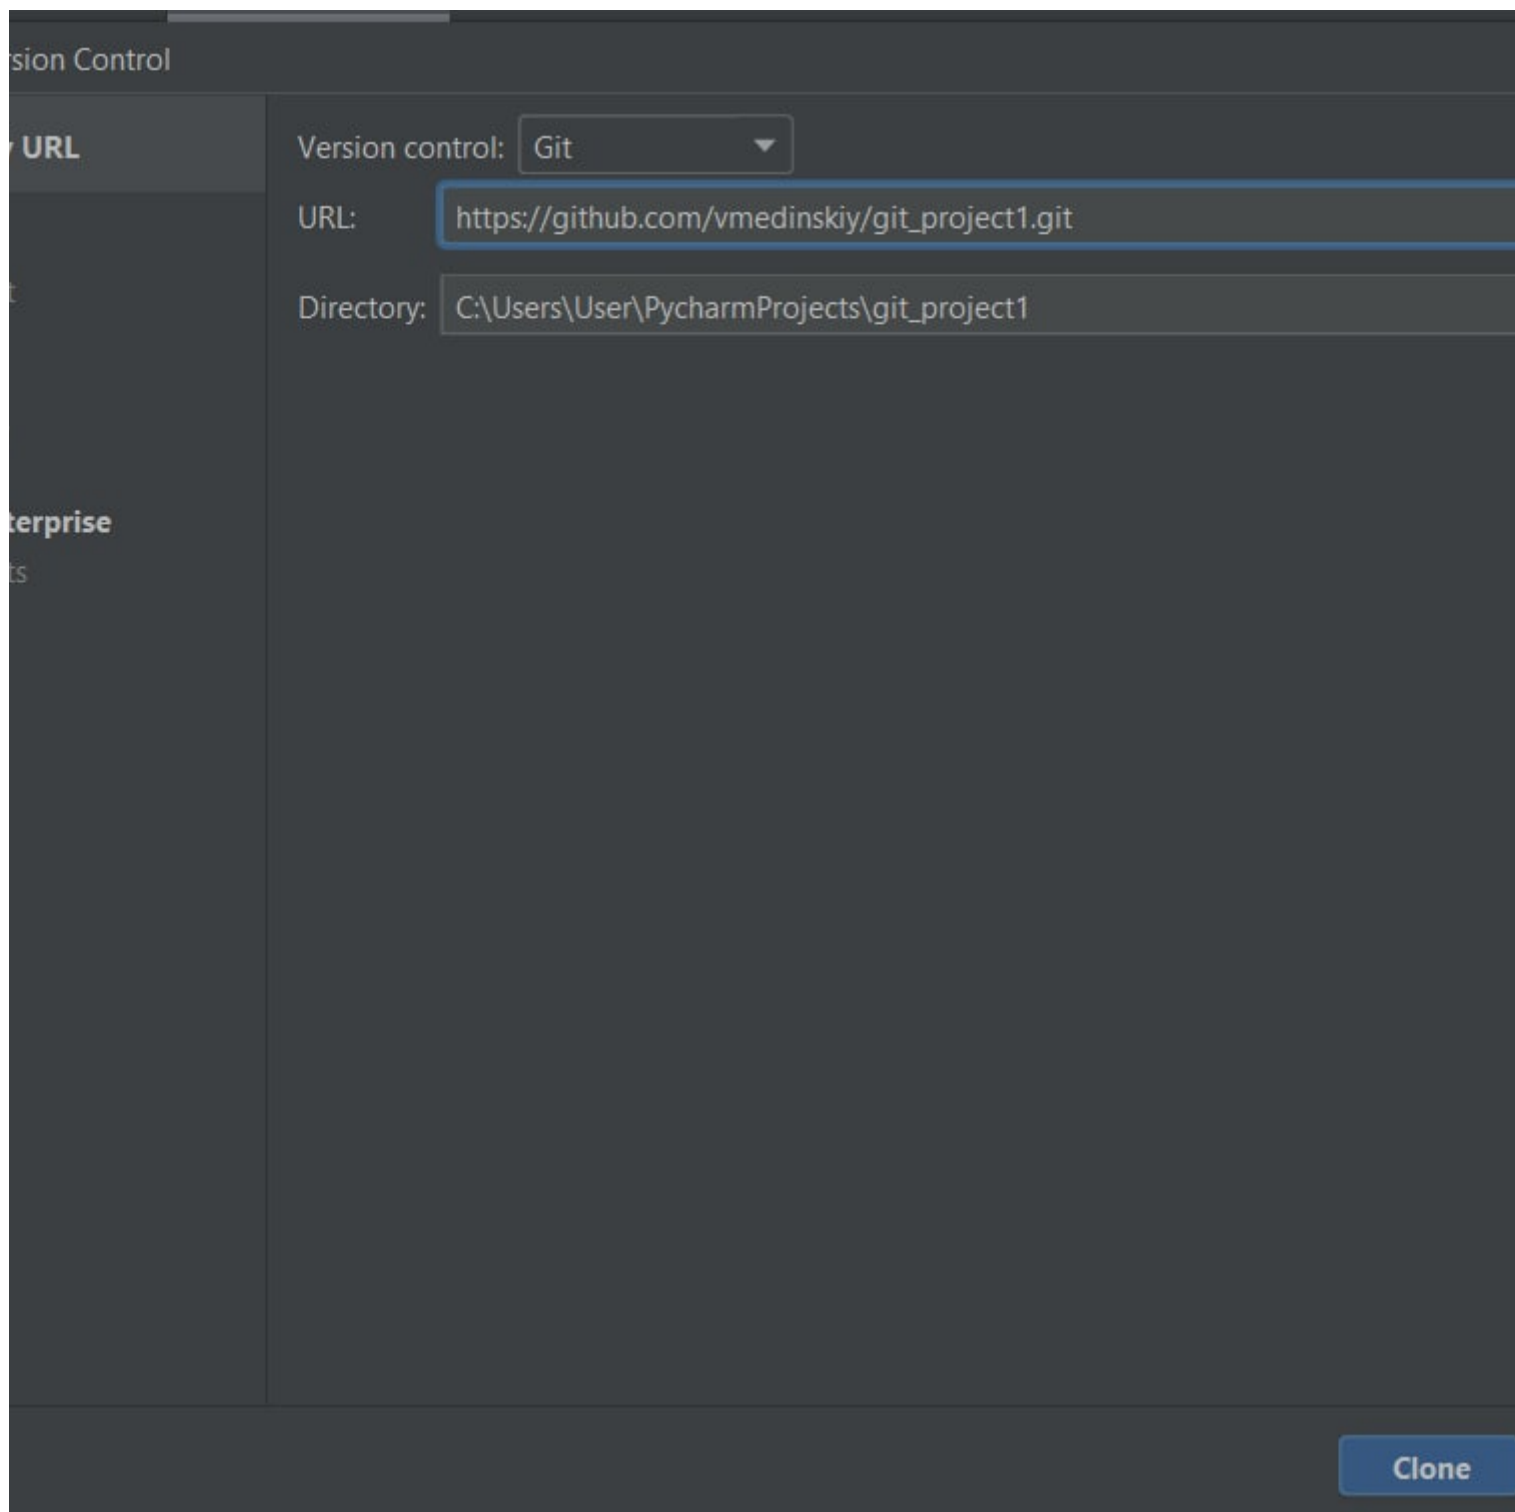 sion Control
URL
Version control: Git
URL: https://github.com/vmedinskiy/git_project1.git
Directory: C:\Users\User\PycharmProjects\git_project1
terprise
ts
Clone